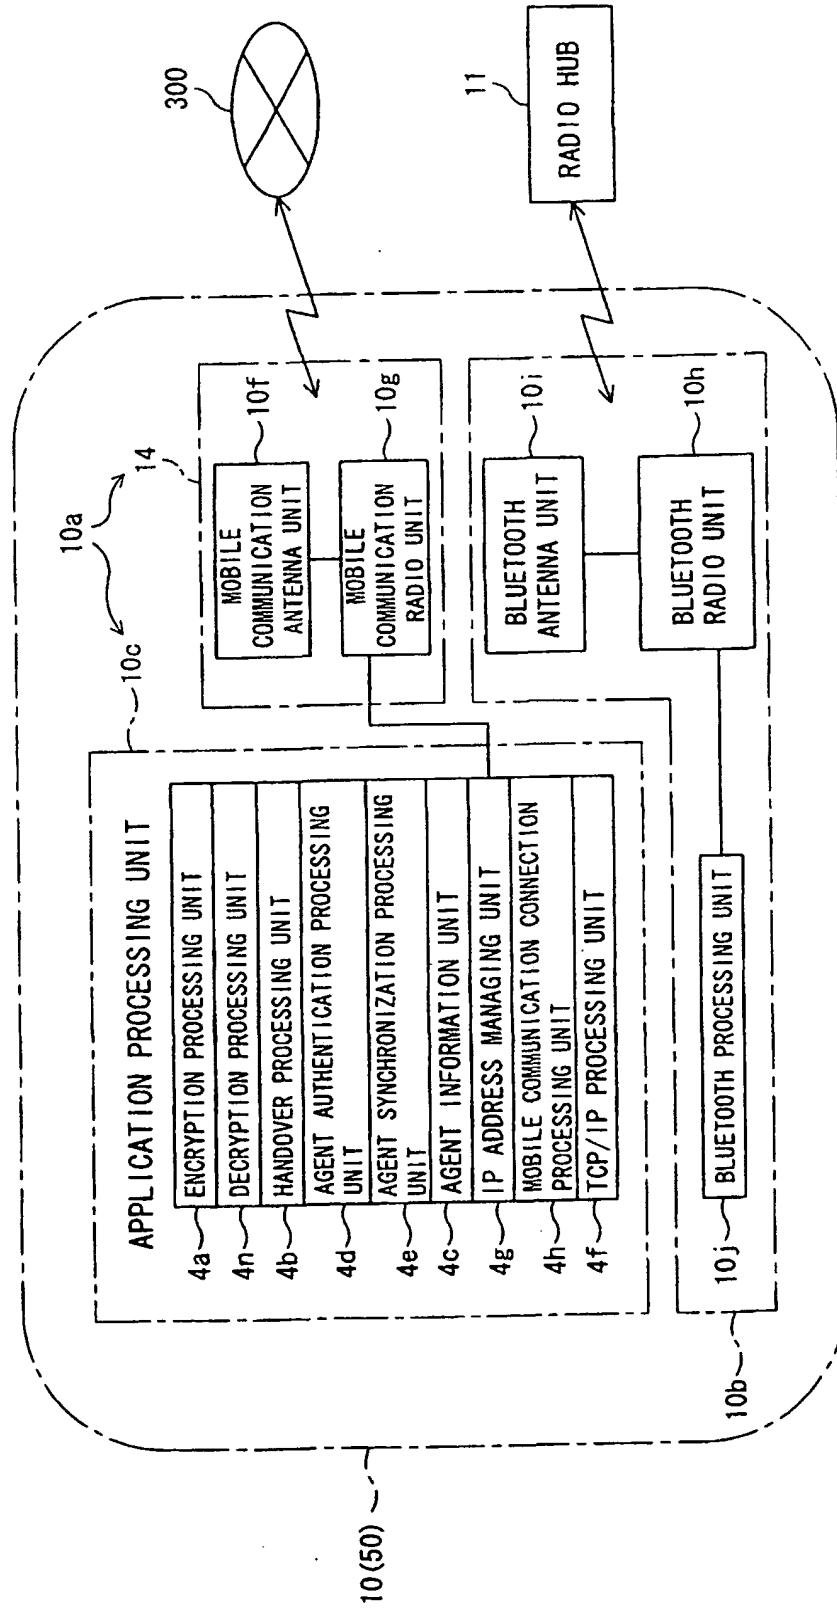 300
11
RADIO HUB
10a
14
10c
MOBILE
COMMUNICATION
ANTENNA UNIT
10f
MOBILE
COMMUNICATION
RADIO UNIT
10g
BLUETOOTH
ANTENNA UNIT
10i
BLUETOOTH
RADIO UNIT
10h
APPLICATION PROCESSING UNIT
4a
ENCRYPTION PROCESSING UNIT
4n
DECRYPTION PROCESSING UNIT
4b
HANDOVER PROCESSING UNIT
4d
AGENT AUTHENTICATION PROCESSING
UNIT
4e
AGENT SYNCHRONIZATION PROCESSING
UNIT
4c
AGENT INFORMATION UNIT
4g
IP ADDRESS MANAGING UNIT
4h
MOBILE COMMUNICATION CONNECTION
PROCESSING UNIT
4f
TCP/IP PROCESSING UNIT
10j
BLUETOOTH PROCESSING UNIT
10b
10(50)